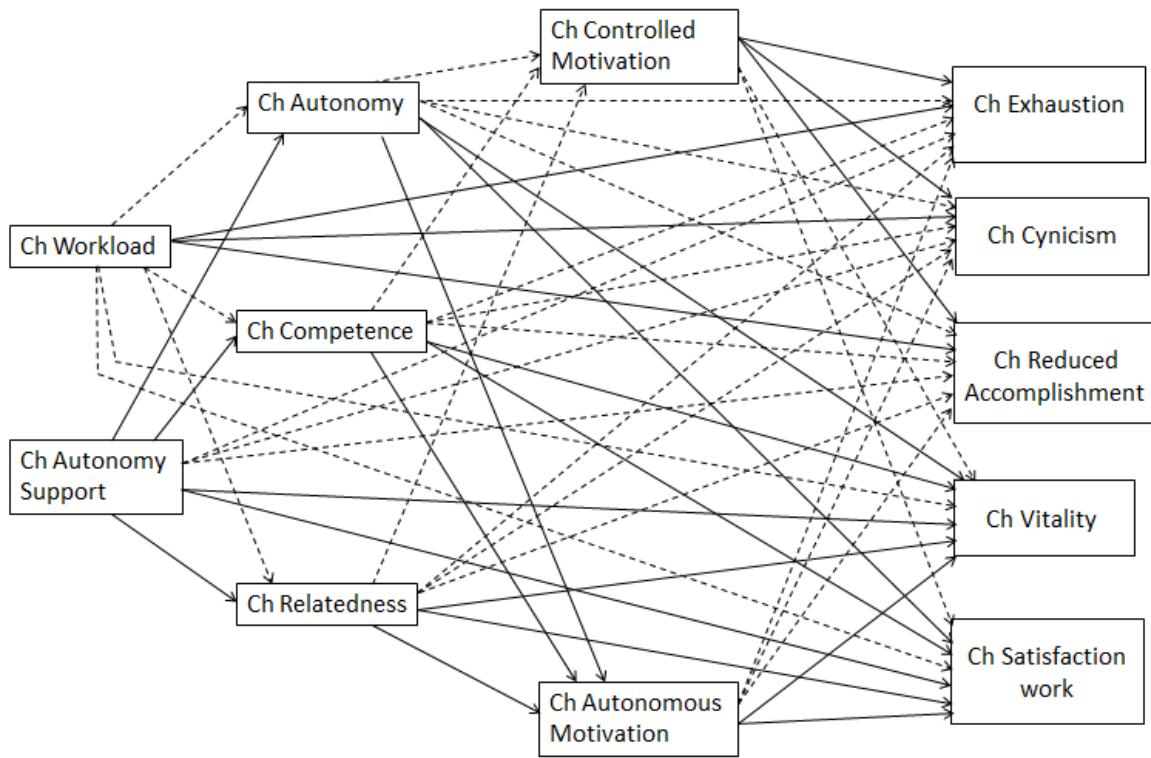 Ch Controlled
Motivation
Ch Autonomy
Ch Exhaustion
Ch Workload
Ch Cynicism
Ch Competence
Ch Reduced
Accomplishment
Ch Autonomy
Support
Ch Vitality
Ch Relatedness
Ch Satisfaction
work
Ch Autonomous
Motivation